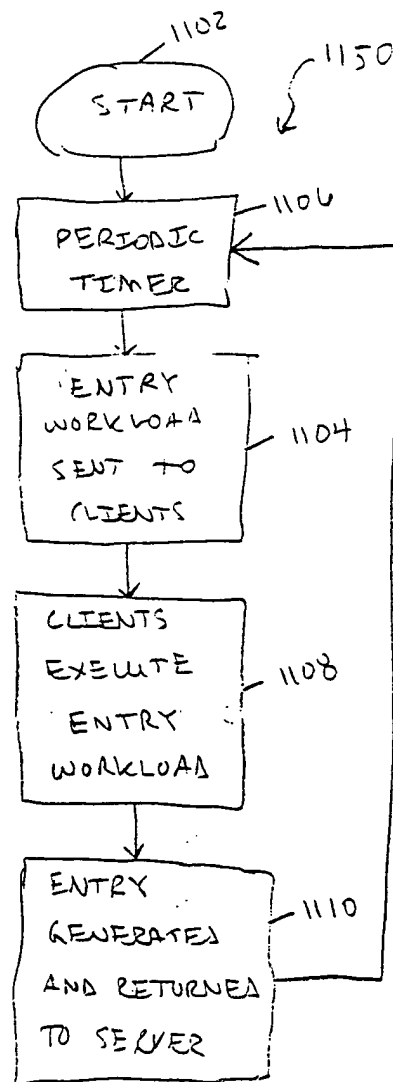 1102
1150
START
1106
PERIODIC
TIMER
ENTRY
WORKLOAD
SENT TO
CLIENTS
1104
CLIENTS
EXECUTE
ENTRY
WORKLOAD
1108
ENTRY
GENERATED
AND RETURNED
TO SERVER
1110